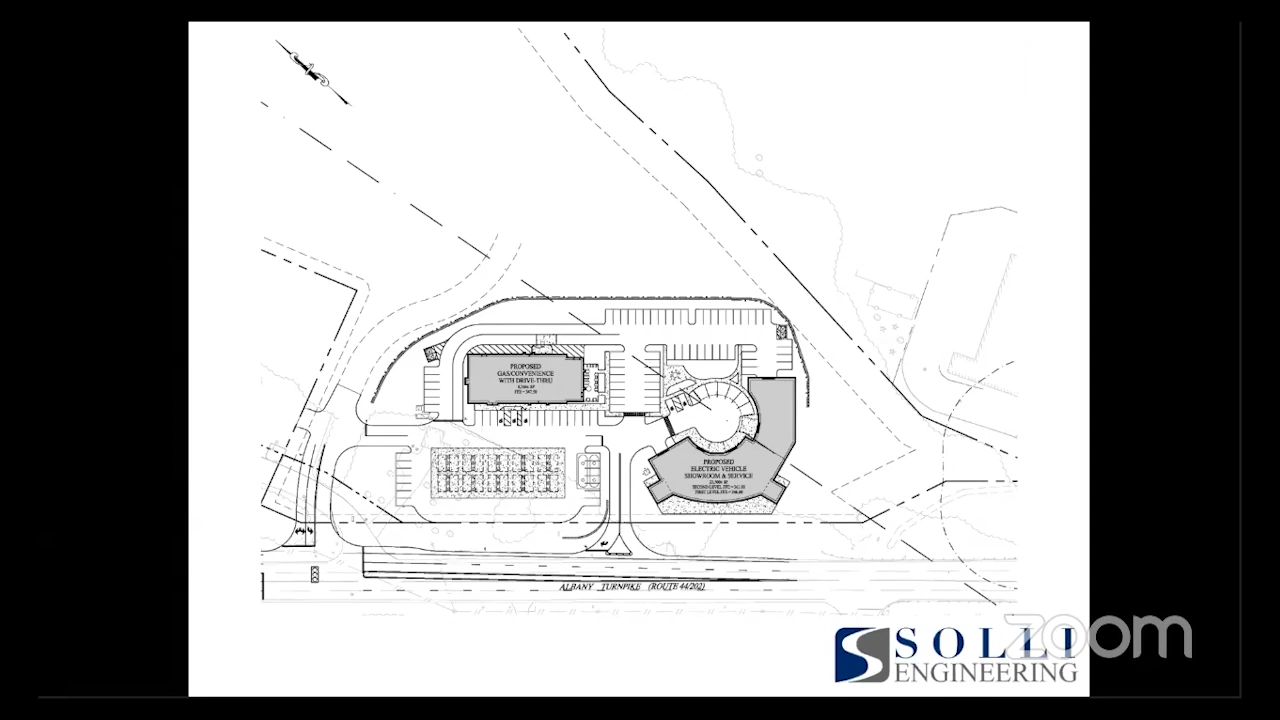 PROPOSED
GAS/CONVENIENCE
WITH DRIVE-THRU
PROPOSED
ELECTRIC VEHICLE
SHOWROOM & SERVICE
ALBANY TURNPIKE (ROUTE 44/202)
SOLLI
ENGINEERING
zoom